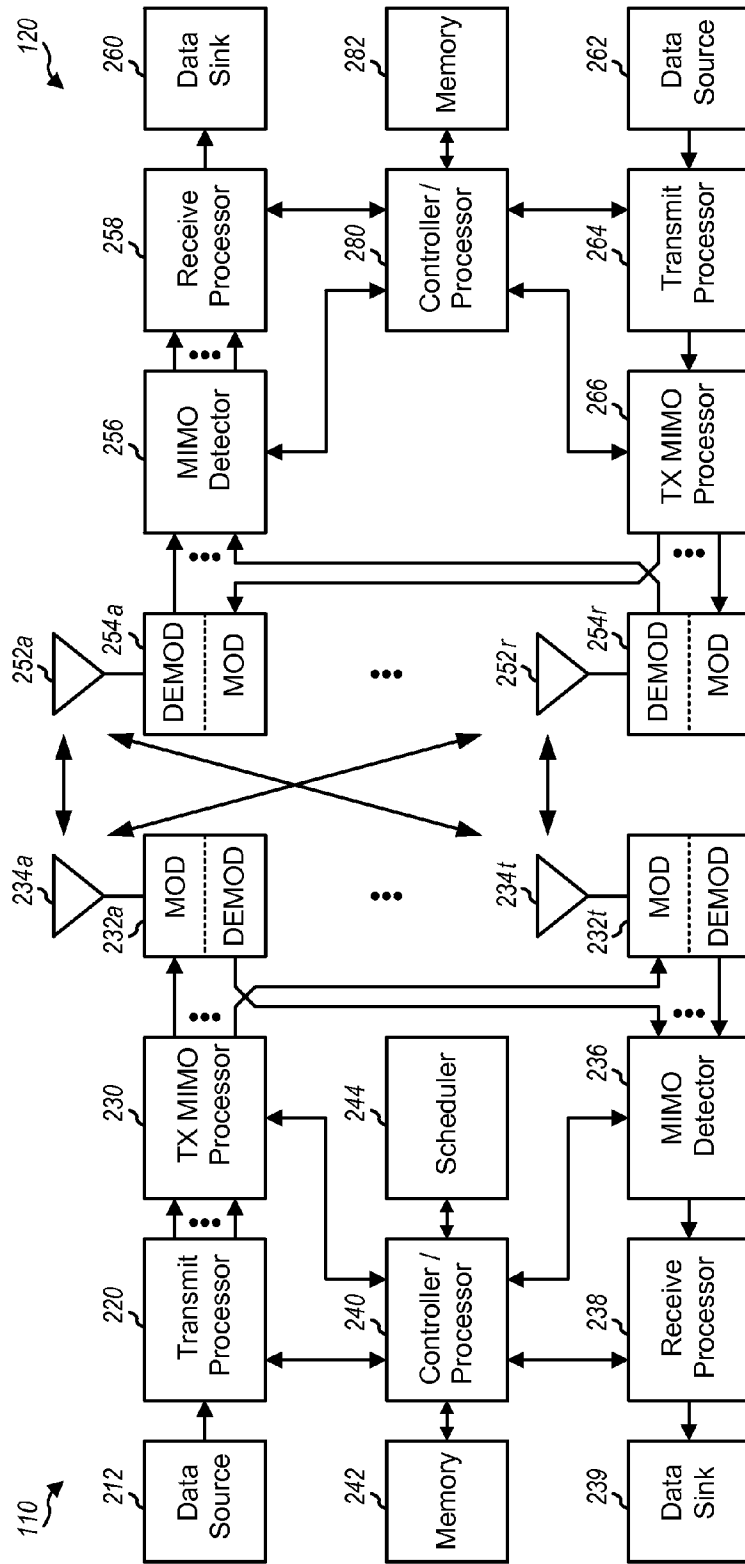 110
120
212
Data
Source
220
Transmit
Processor
•••
230
TX MIMO
Processor
•••
232a
MOD
DEMOD
234a
252a
254a
DEMOD
MOD
•••
256
MIMO
Detector
•••
258
Receive
Processor
260
Data
Sink
242
Memory
240
Controller /
Processor
244
Scheduler
•••
•••
280
Controller /
Processor
282
Memory
239
Data
Sink
238
Receive
Processor
236
MIMO
Detector
•••
232t
MOD
DEMOD
234t
252r
254r
DEMOD
MOD
•••
266
TX MIMO
Processor
264
Transmit
Processor
262
Data
Source